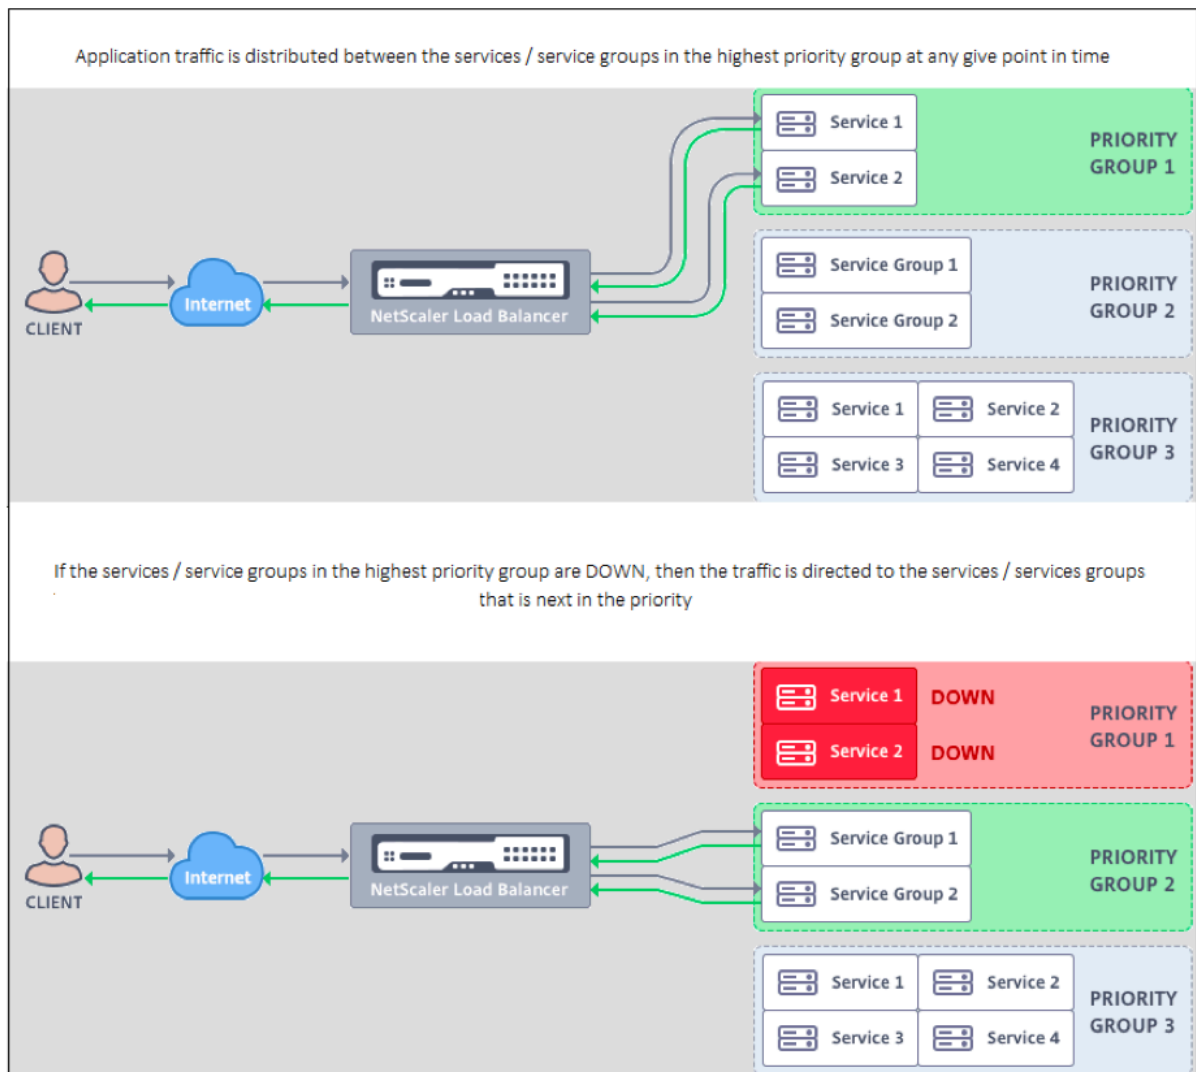 Application traffic is distributed between the services / service groups in the highest priority group at any give point in time
Service 1
Service 2
PRIORITY
GROUP 1
Service Group 1
Service Group 2
PRIORITY
GROUP 2
CLIENT
Internet
NetScaler Load Balancer
Service 1
Service 2
Service 3
Service 4
PRIORITY
GROUP 3
If the services / service groups in the highest priority group are DOWN, then the traffic is directed to the services / services groups
that is next in the priority
Service 1
DOWN
Service 2
DOWN
PRIORITY
GROUP 1
Service Group 1
Service Group 2
PRIORITY
GROUP 2
CLIENT
Internet
NetScaler Load Balancer
Service 1
Service 2
Service 3
Service 4
PRIORITY
GROUP 3